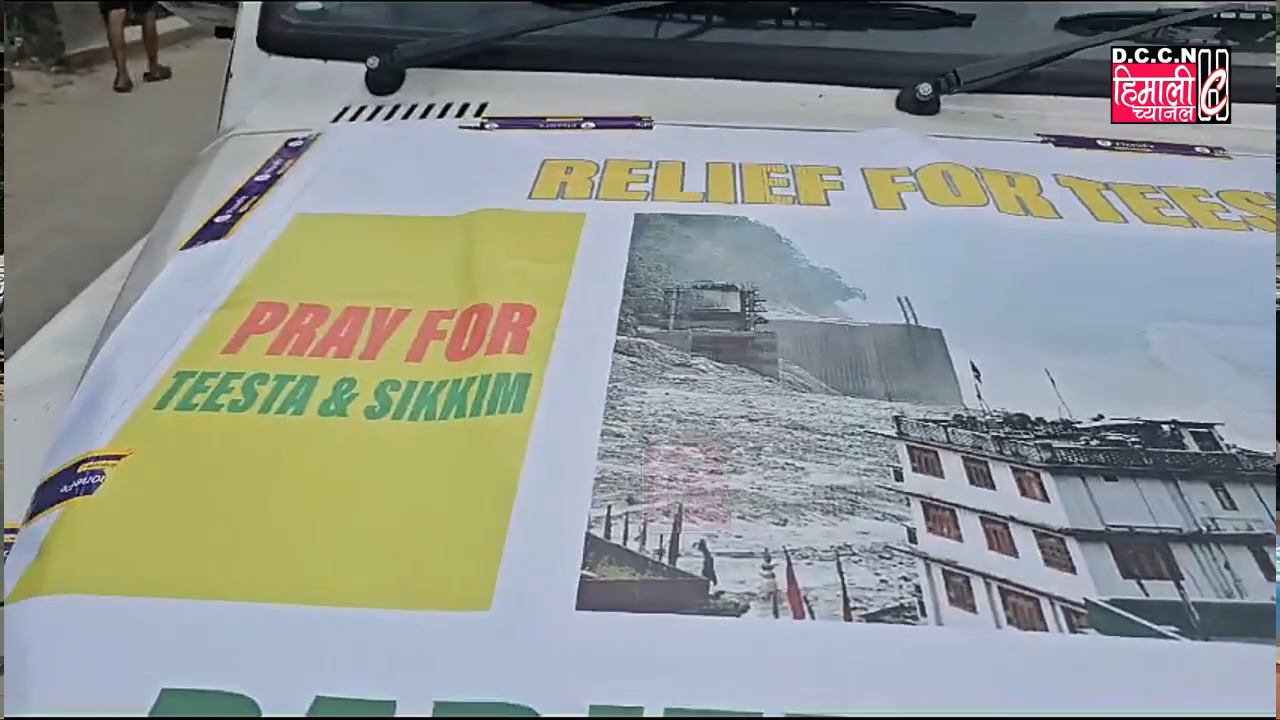 D.C.C.N
हिमाली
च्यानल
RELIEF FOR TEES
PRAY FOR
TEESTA & SIKKIM